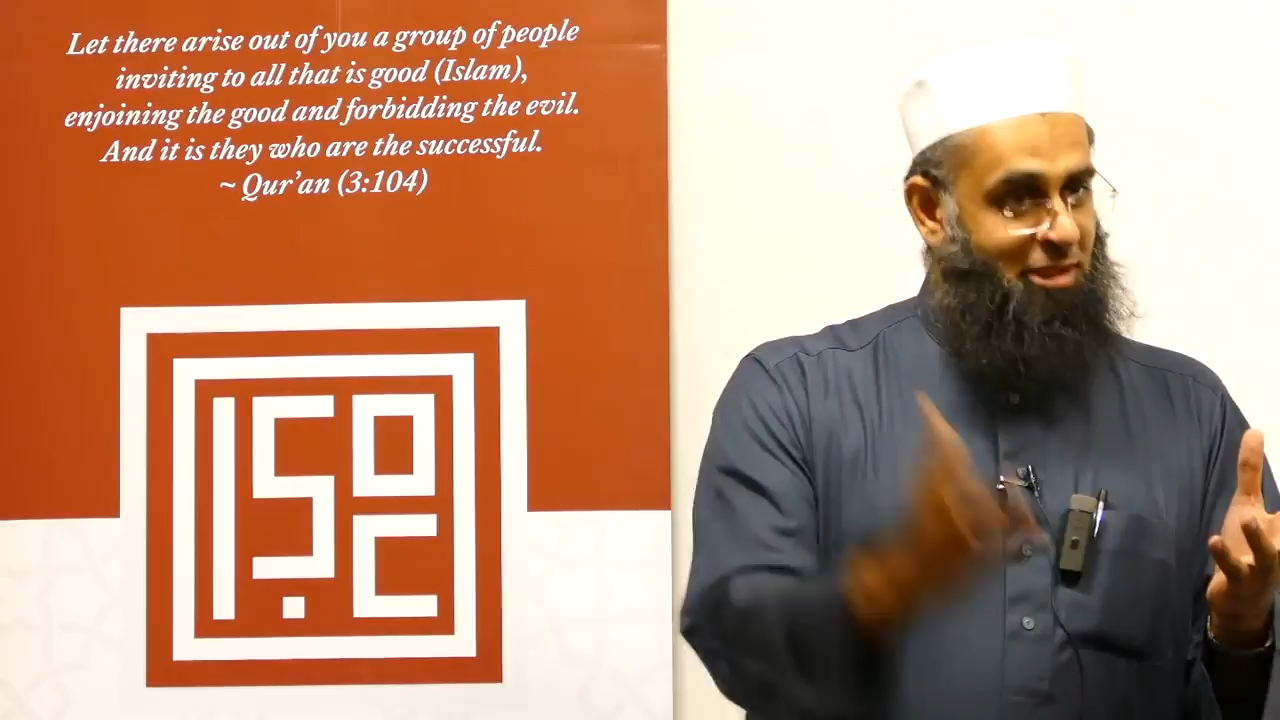 Let there arise out of you a group of people
inviting to all that is good (Islam),
enjoining the good and forbidding the evil.
And it is they who are the successful.
~ Qur’an (3:104)